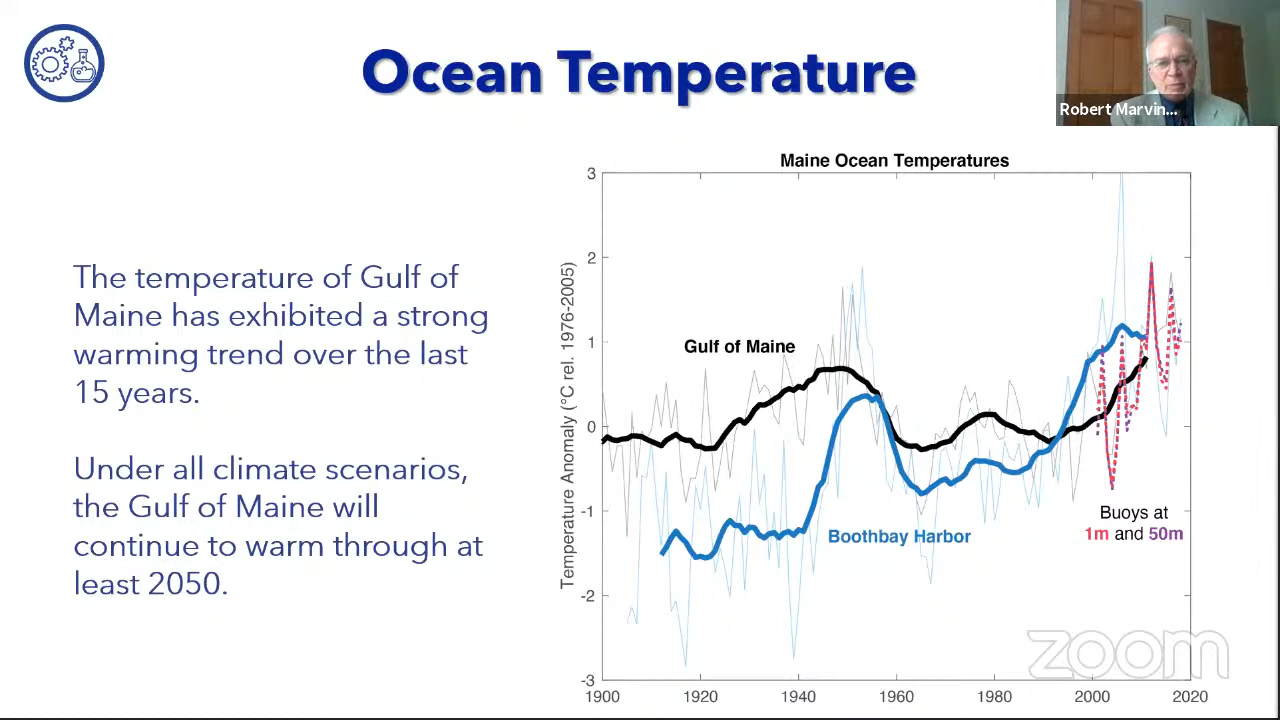 Ocean Temperature
Robert Marvin...
The temperature of Gulf of
Maine has exhibited a strong
warming trend over the last
15 years.
Under all climate scenarios,
the Gulf of Maine will
continue to warm through at
least 2050.
Maine Ocean Temperatures
Temperature Anomaly (°C rel. 1976-2005)
3
2
1
0
-1
-2
-3
Gulf of Maine
Boothbay Harbor
Buoys at
1m and 50m
1900 1920 1940 1960 1980 2000 2020
zoom